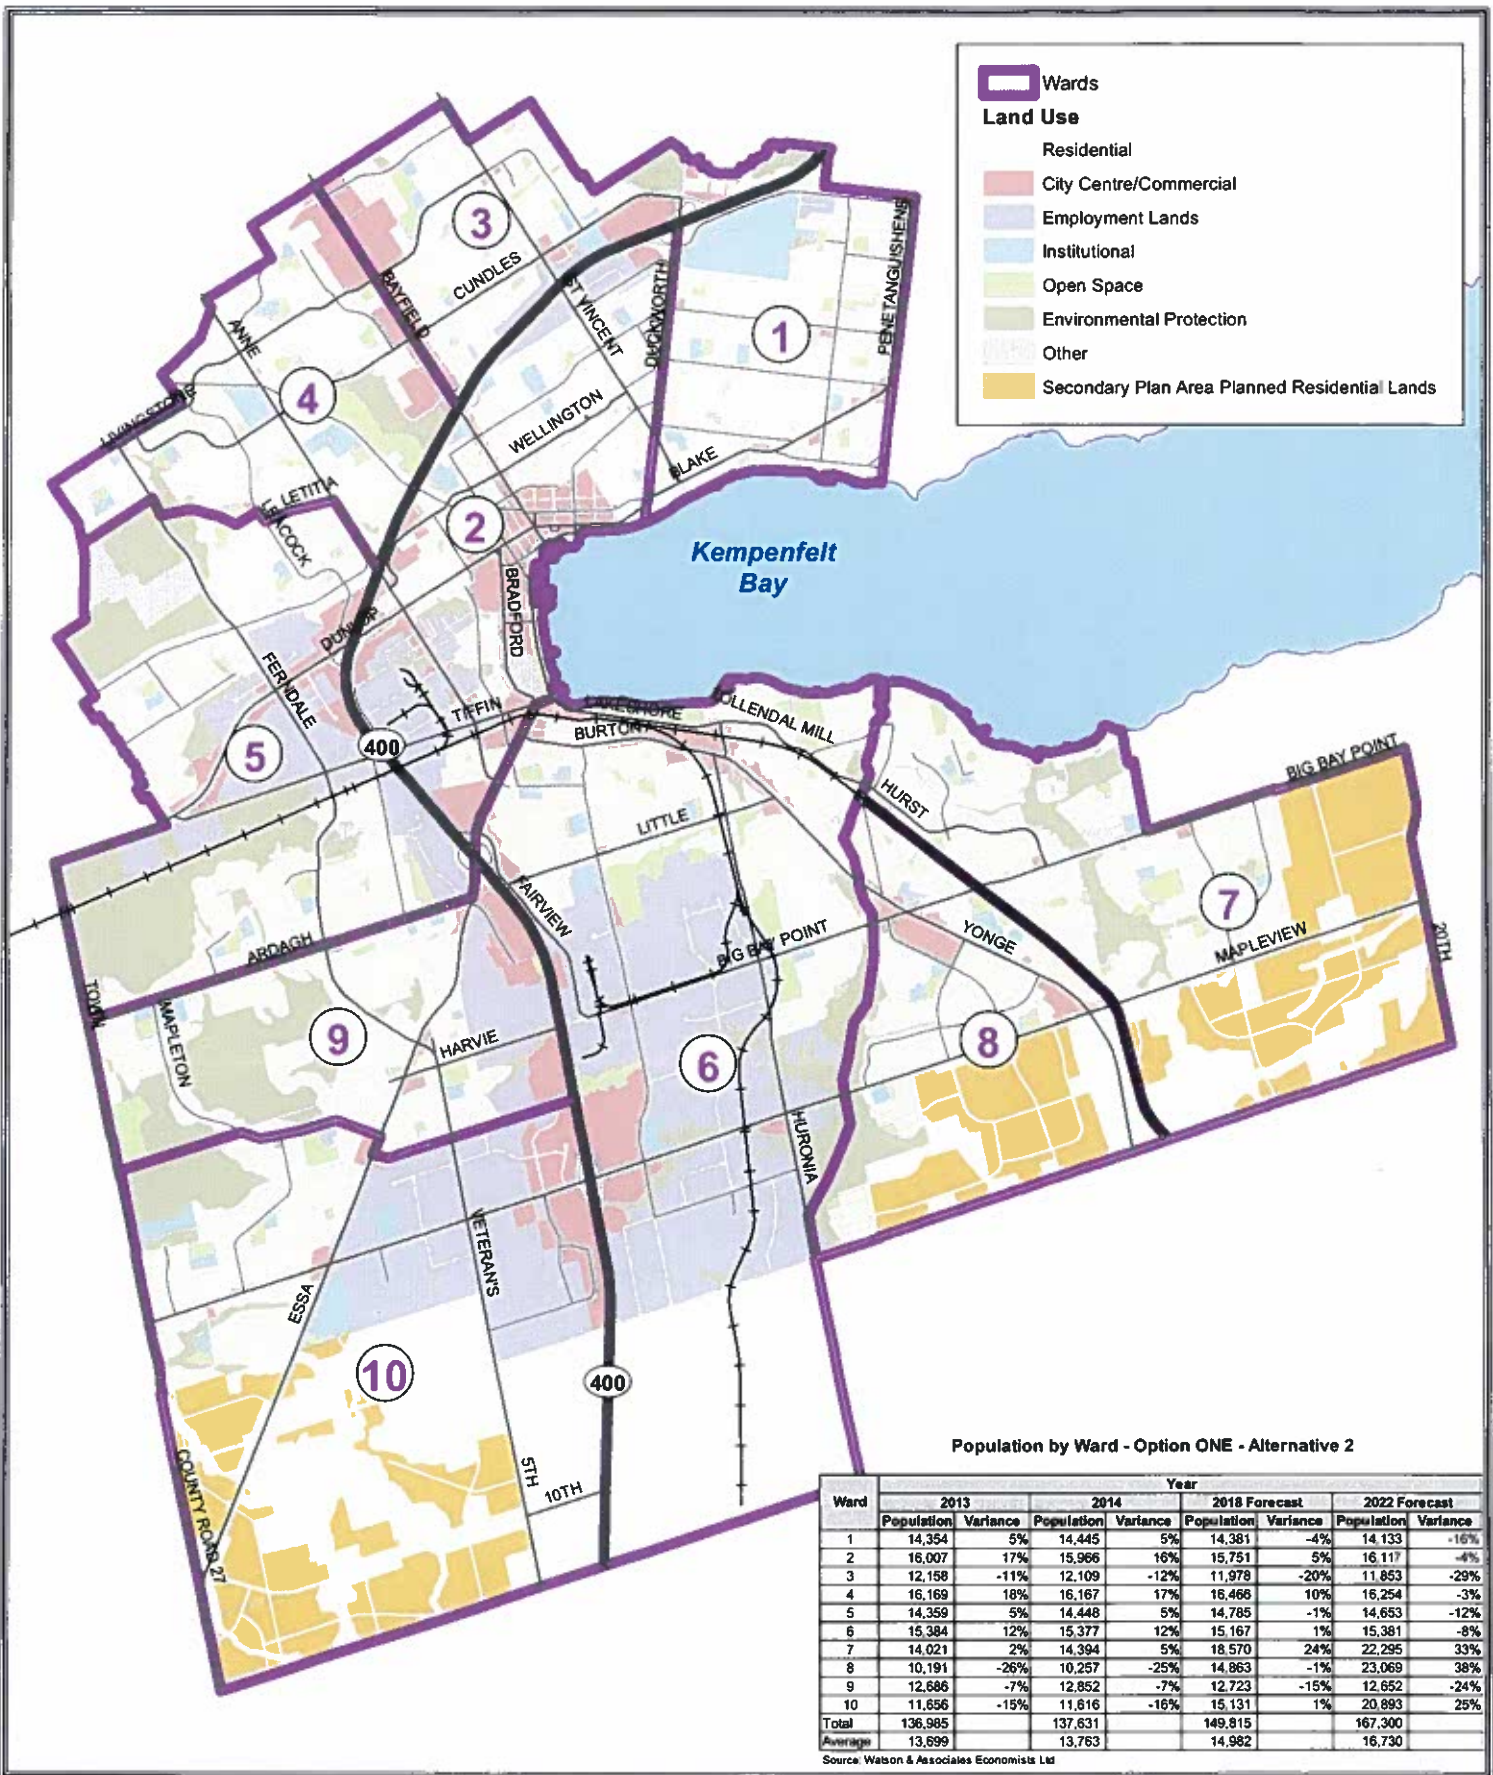 Wards
Land Use
Residential
City Centre/Commercial
Employment Lands
Institutional
Open Space
Environmental Protection
Other
Secondary Plan Area Planned Residential Lands
3
CUNDLES
BAYFIELD
ST VINCENT
DUCKWORTH
PENETANGUISHENE
1
ANNE
4
LIVINGSTONE
WELLINGTON
BLAKE
LETITIA
LEACOCK
2
Kempenfelt
Bay
BRADFORD
DUNLOP
FERNDALE
TIFFIN
LAKESHORE
TOLLENDAL MILL
BURTON
5
400
BIG BAY POINT
HURST
LITTLE
FAIRVIEW
7
YONGE
MAPLEVIEW
20TH
ARDAGH
BIG BAY POINT
TOWN
MAPLETON
9
HARVIE
6
8
HURONIA
VETERAN'S
ESSA
10
400
COUNTY ROAD 27
5TH
10TH
Population by Ward - Option ONE - Alternative 2
Ward Year
2013 2014 2018 Forecast 2022 Forecast
Population Variance Population Variance Population Variance Population Variance
1 14,354 5% 14,445 5% 14,381 -4% 14,133 -16%
2 16,007 17% 15,966 16% 15,751 5% 16,117 -4%
3 12,158 -11% 12,109 -12% 11,978 -20% 11,853 -29%
4 16,169 18% 16,167 17% 16,466 10% 16,254 -3%
5 14,359 5% 14,448 5% 14,785 -1% 14,653 -12%
6 15,384 12% 15,377 12% 15,167 1% 15,381 -8%
7 14,021 2% 14,394 5% 18,570 24% 22,295 33%
8 10,191 -26% 10,257 -25% 14,863 -1% 23,069 38%
9 12,686 -7% 12,852 -7% 12,723 -15% 12,652 -24%
10 11,656 -15% 11,616 -16% 15,131 1% 20,893 25%
Total 136,985 137,631 149,815 167,300
Average 13,699 13,763 14,982 16,730
Source: Watson & Associates Economists Ltd